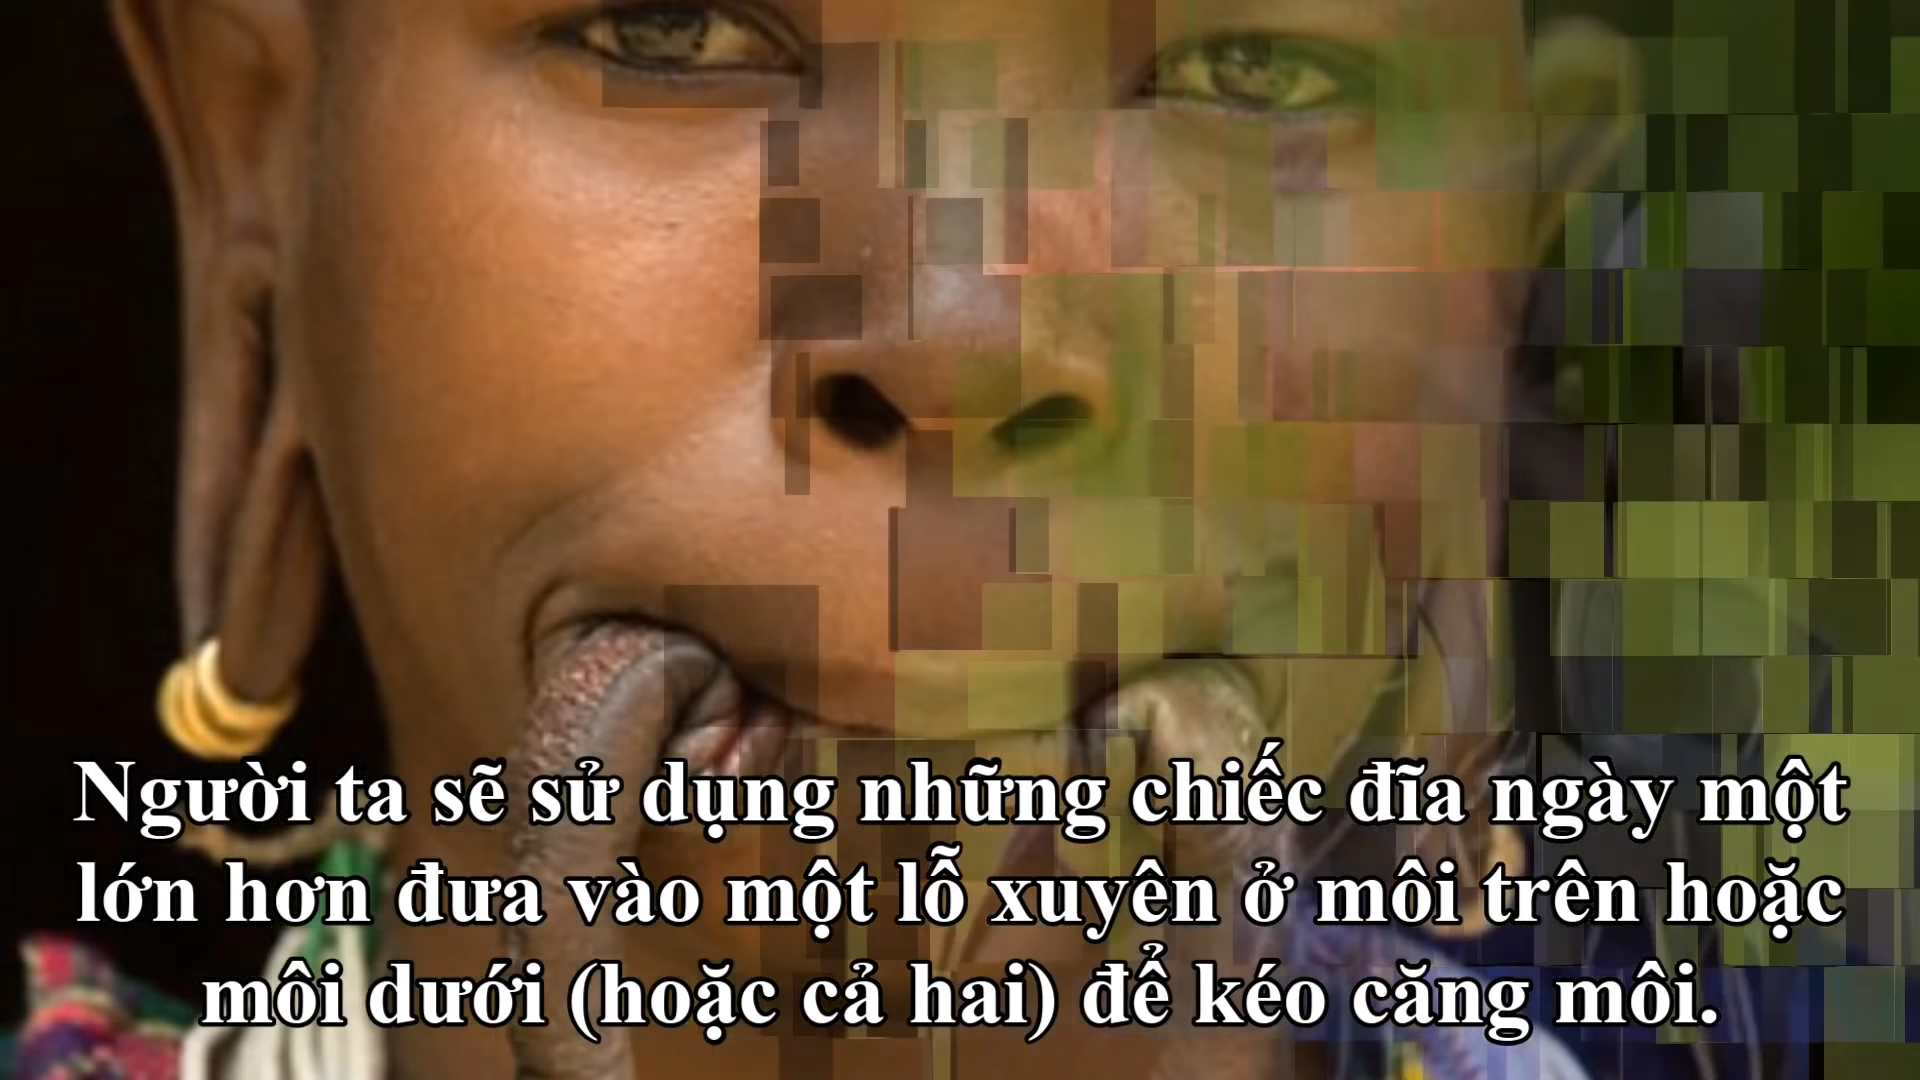 Người ta sẽ sử dụng những chiếc đĩa ngày một
lớn hơn đưa vào một lỗ xuyên ở môi trên hoặc
môi dưới (hoặc cả hai) để kéo căng môi.